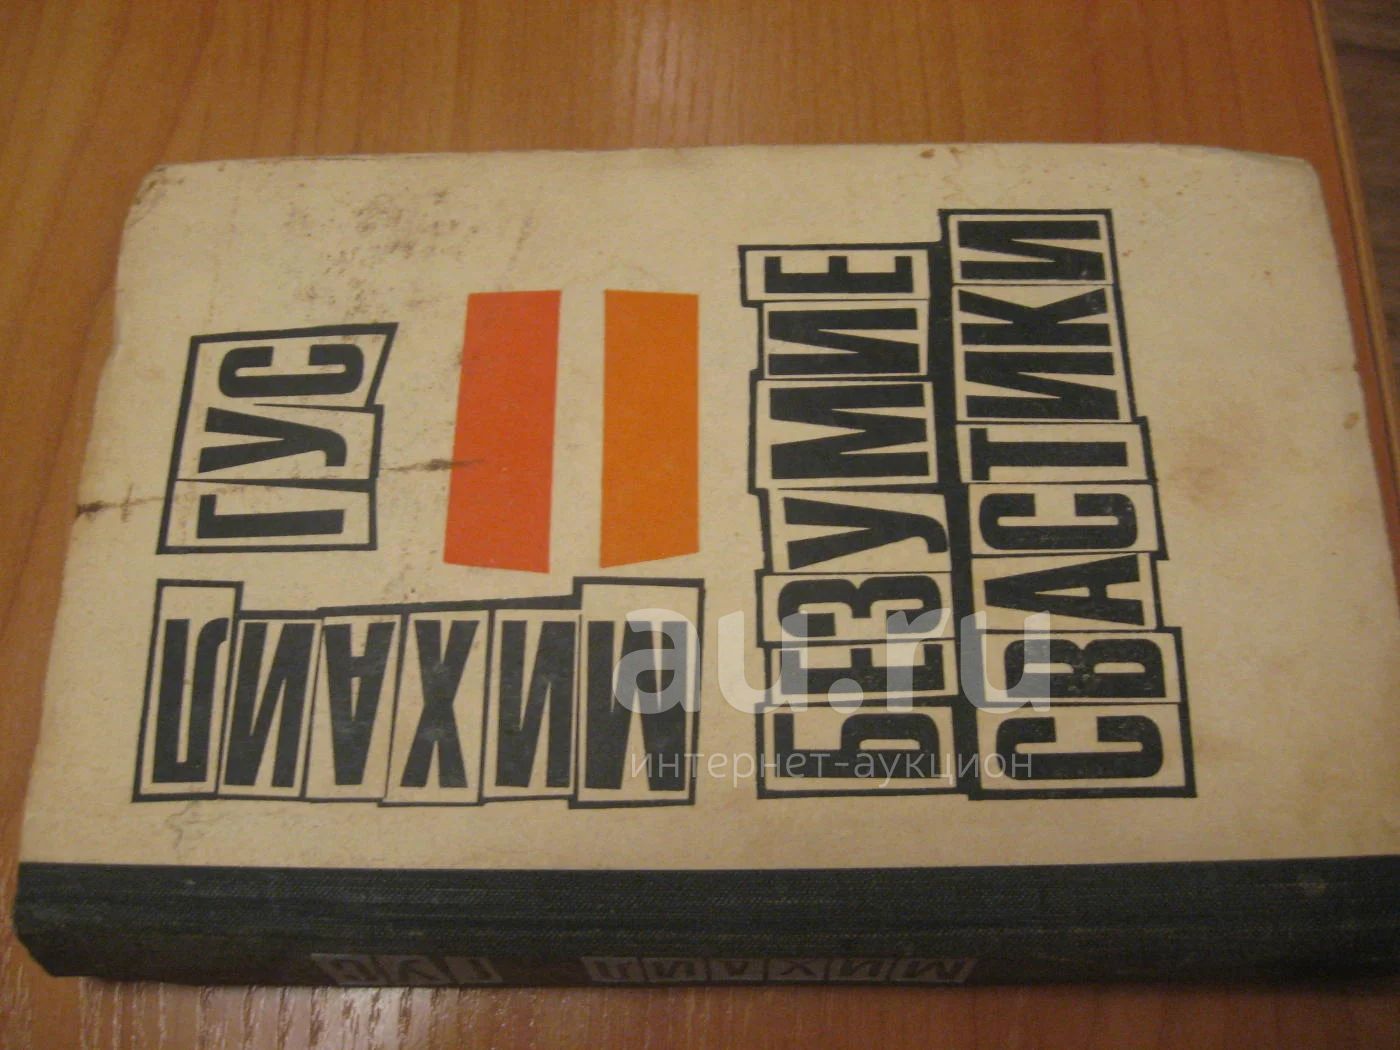 МИХАИЛ
ГУС
БЕЗУМИЕ
СВАСТИКИ
МИХАИЛ ГУС
au.ru
интернет-аукцион